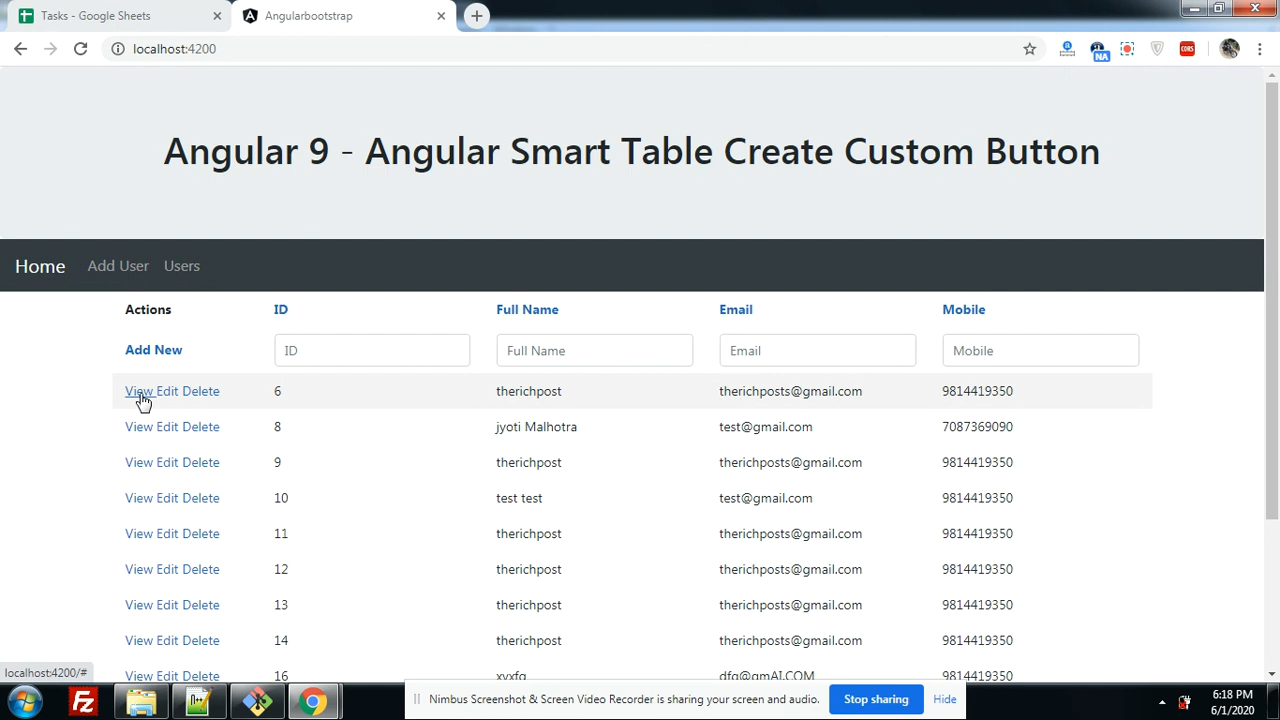 Tasks - Google Sheets
Angularbootstrap
localhost:4200
NA
CORS
Angular 9 - Angular Smart Table Create Custom Button
Home Add User Users
Actions ID Full Name Email Mobile
Add New ID Full Name Email Mobile
View Edit Delete 6 therichpost therichposts@gmail.com 9814419350
View Edit Delete 8 jyoti Malhotra test@gmail.com 7087369090
View Edit Delete 9 therichpost therichposts@gmail.com 9814419350
View Edit Delete 10 test test test@gmail.com 9814419350
View Edit Delete 11 therichpost therichposts@gmail.com 9814419350
View Edit Delete 12 therichpost therichposts@gmail.com 9814419350
View Edit Delete 13 therichpost therichposts@gmail.com 9814419350
View Edit Delete 14 therichpost therichposts@gmail.com 9814419350
View Edit Delete 16 xyxfg dfg@gmAI.COM 9814419350
localhost:4200/#
Nimbus Screenshot & Screen Video Recorder is sharing your screen and audio. Stop sharing Hide
6:18 PM
6/1/2020